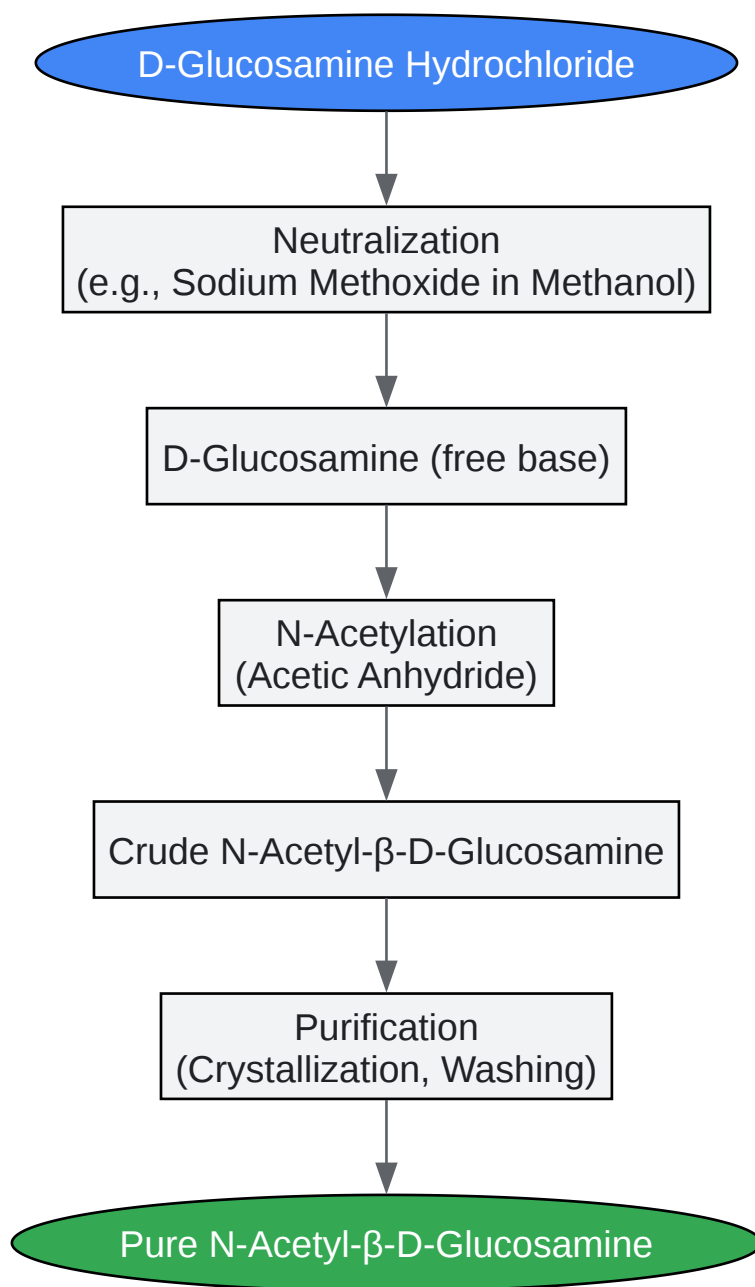 D-Glucosamine Hydrochloride
Neutralization
(e.g., Sodium Methoxide in Methanol)
D-Glucosamine (free base)
N-Acetylation
(Acetic Anhydride)
Crude N-Acetyl-β-D-Glucosamine
Purification
(Crystallization, Washing)
Pure N-Acetyl-β-D-Glucosamine